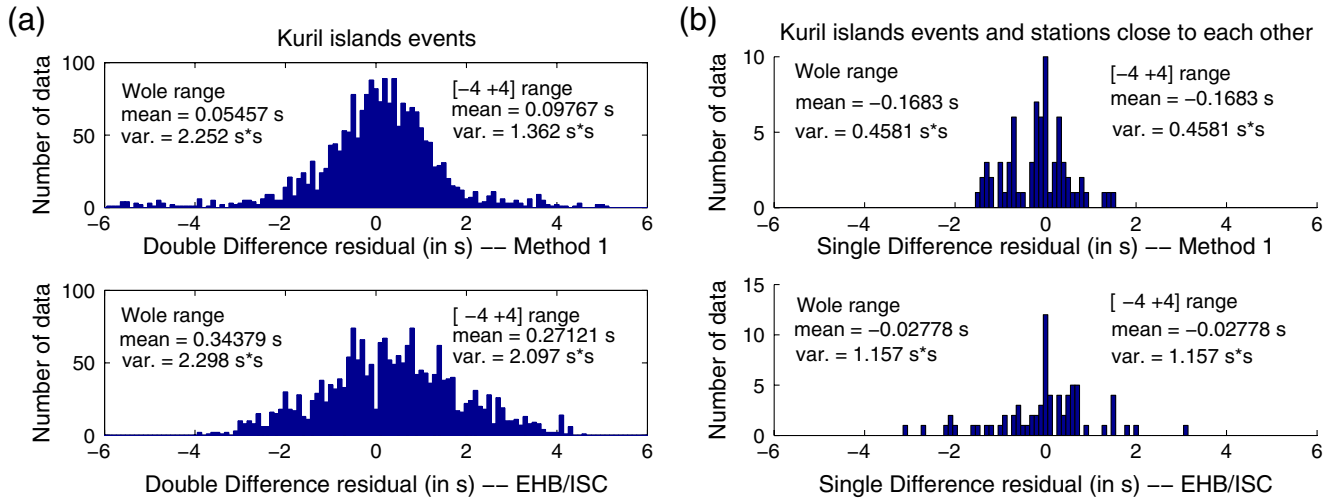 (a)
Kuril islands events
Number of data
100
50
0
Wole range
mean = 0.05457 s
var. = 2.252 s*s
[−4 +4] range
mean = 0.09767 s
var. = 1.362 s*s
−6 −4 −2 0 2 4 6
Double Difference residual (in s) −− Method 1
Number of data
100
50
0
Wole range
mean = 0.34379 s
var. = 2.298 s*s
[ −4 +4] range
mean = 0.27121 s
var. = 2.097 s*s
−6 −4 −2 0 2 4 6
Double Difference residual (in s) −− EHB/ISC
(b)
Kuril islands events and stations close to each other
Number of data
10
5
0
Wole range
mean = −0.1683 s
var. = 0.4581 s*s
[−4 +4] range
mean = −0.1683 s
var. = 0.4581 s*s
−6 −4 −2 0 2 4 6
Single Difference residual (in s) −− Method 1
Number of data
15
10
5
0
Wole range
mean = −0.02778 s
var. = 1.157 s*s
[ −4 +4] range
mean = −0.02778 s
var. = 1.157 s*s
−6 −4 −2 0 2 4 6
Single Difference residual (in s) −− EHB/ISC